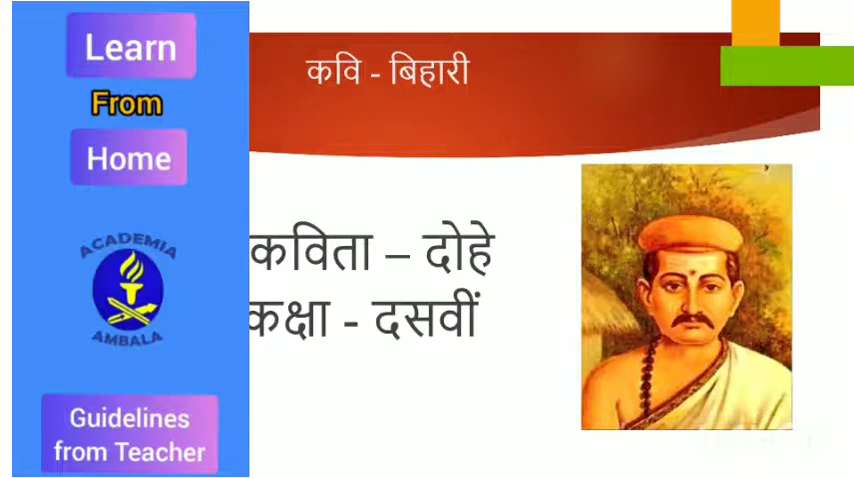 Learn
From
Home
ACADEMIA
AMBALA
Guidelines
from Teacher
कवि - बिहारी
कविता – दोहे
कक्षा - दसवीं